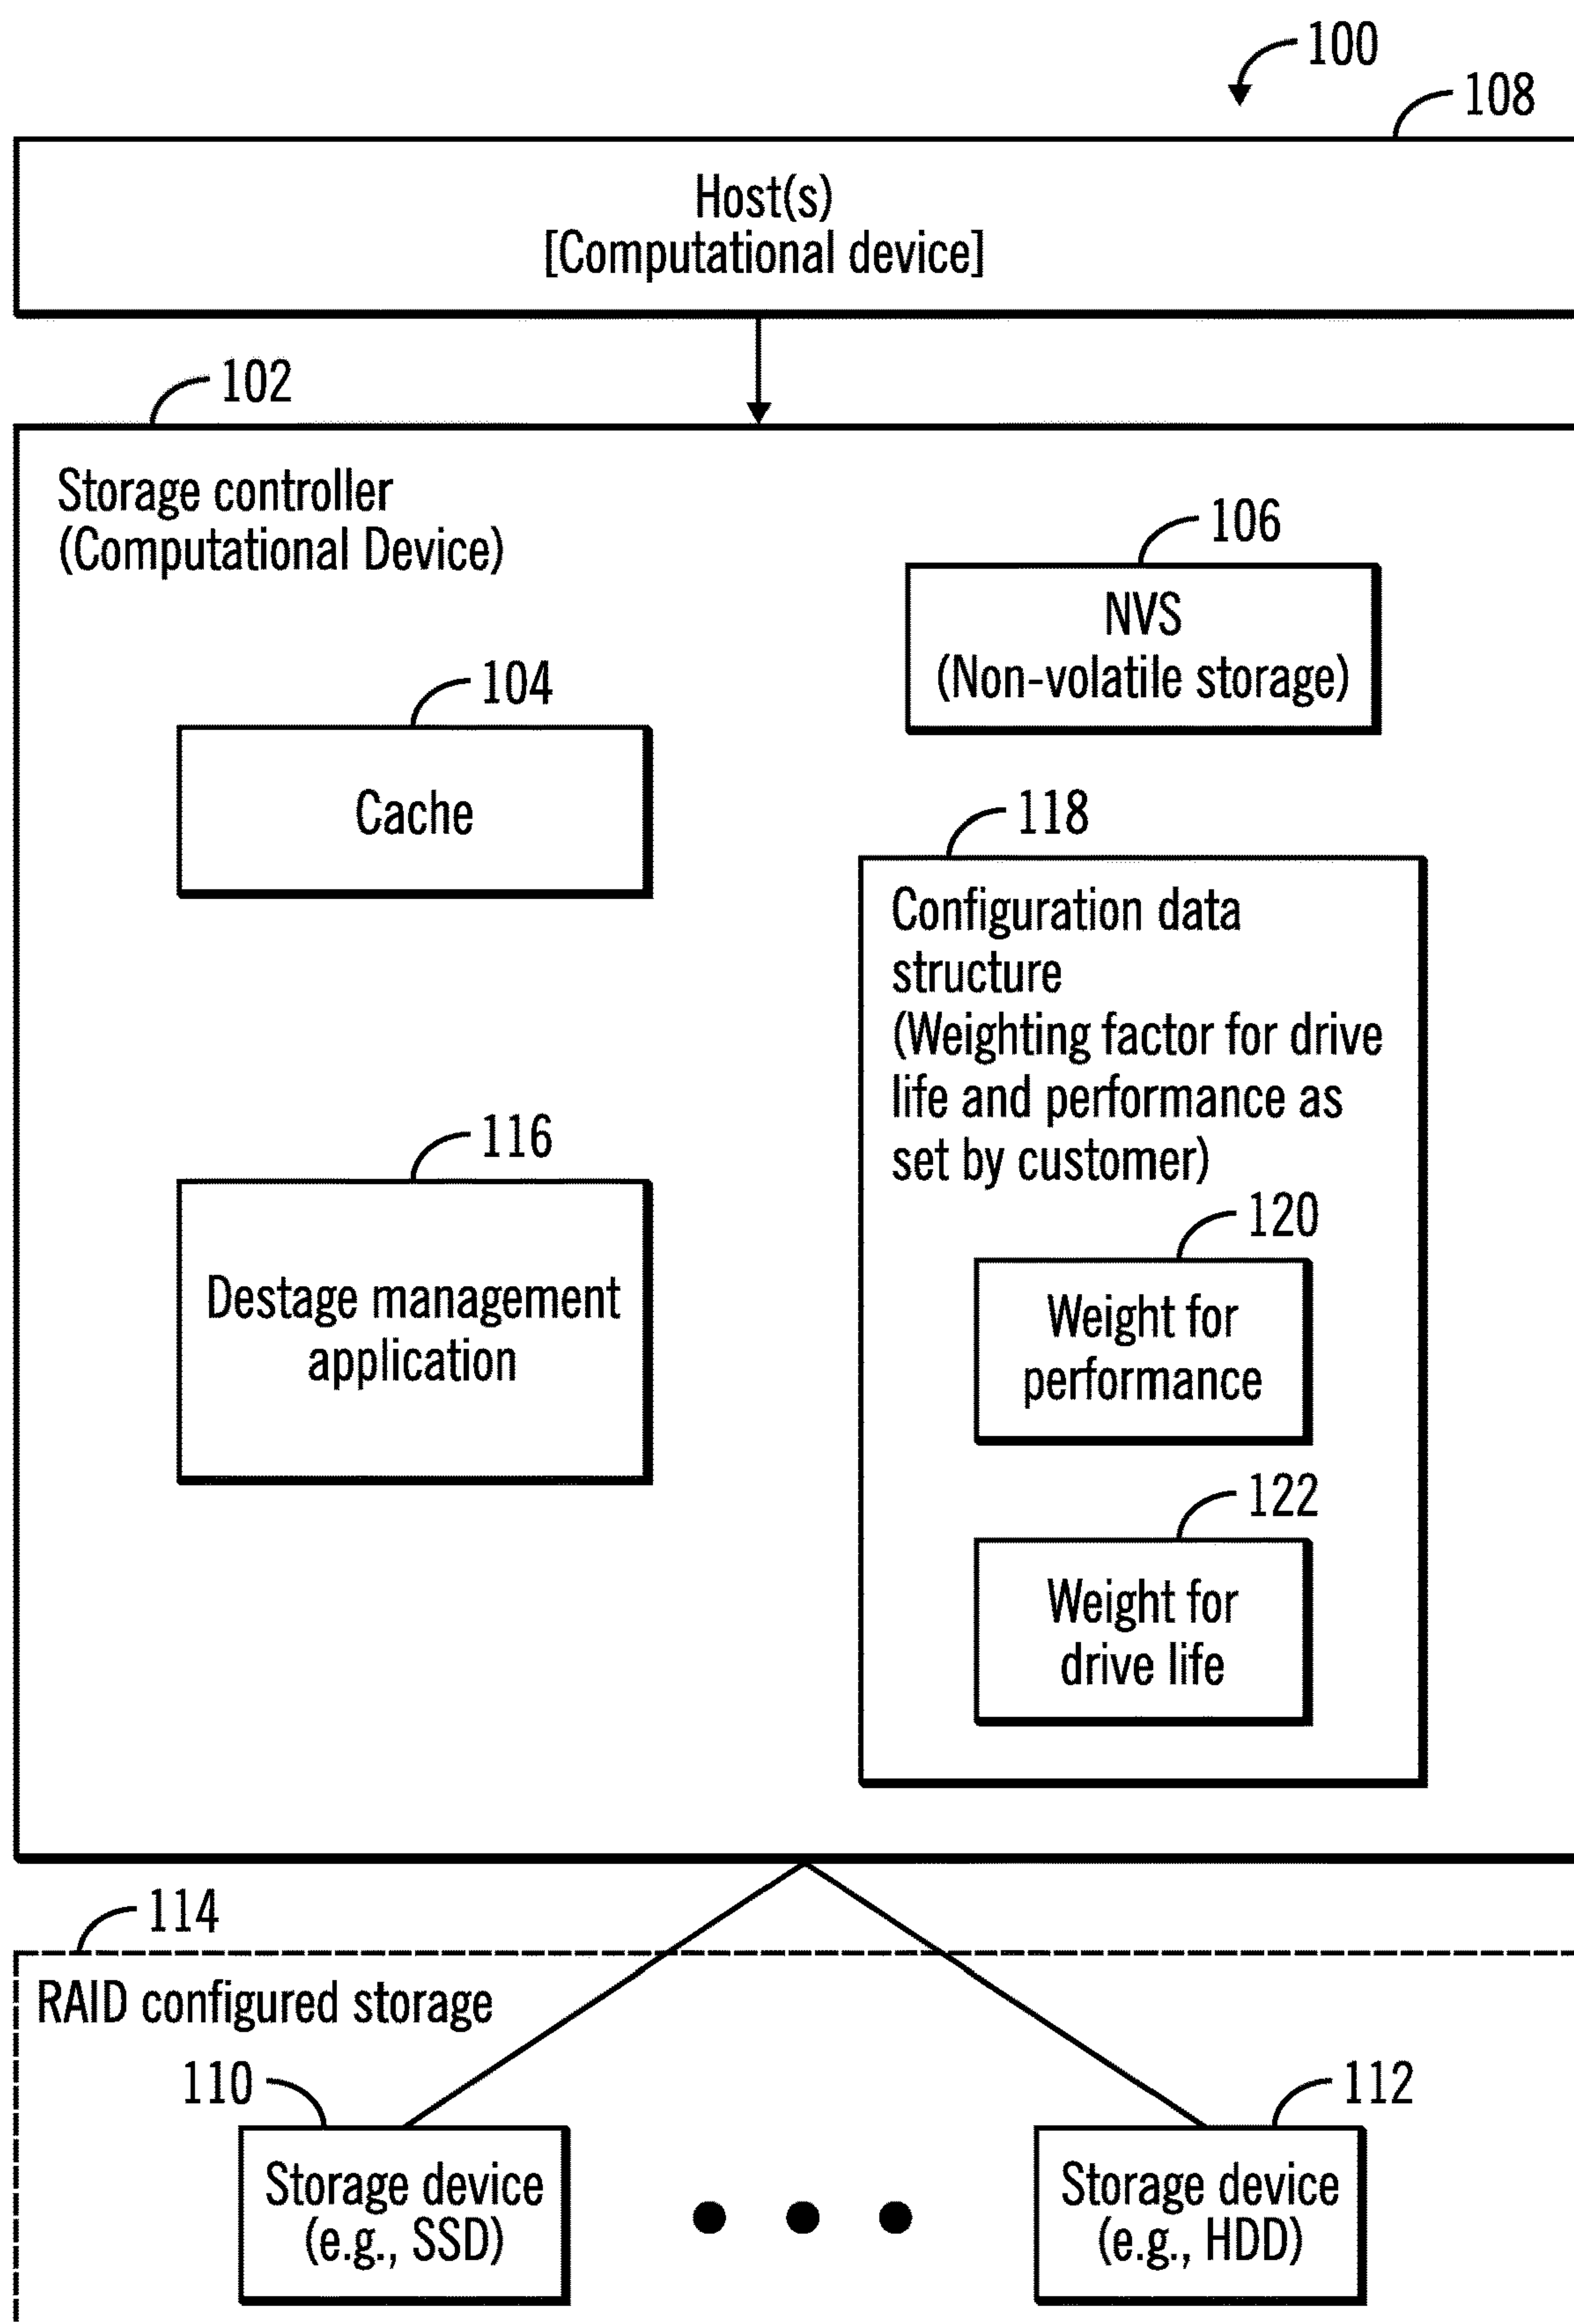 100
108
Host(s)
[Computational device]
102
Storage controller
(Computational Device)
106
NVS
(Non-volatile storage)
104
Cache
118
Configuration data
structure
(Weighting factor for drive
life and performance as
set by customer)
116
Destage management
application
120
Weight for
performance
122
Weight for
drive life
114
RAID configured storage
110
112
Storage device
(e.g., SSD)
Storage device
(e.g., HDD)